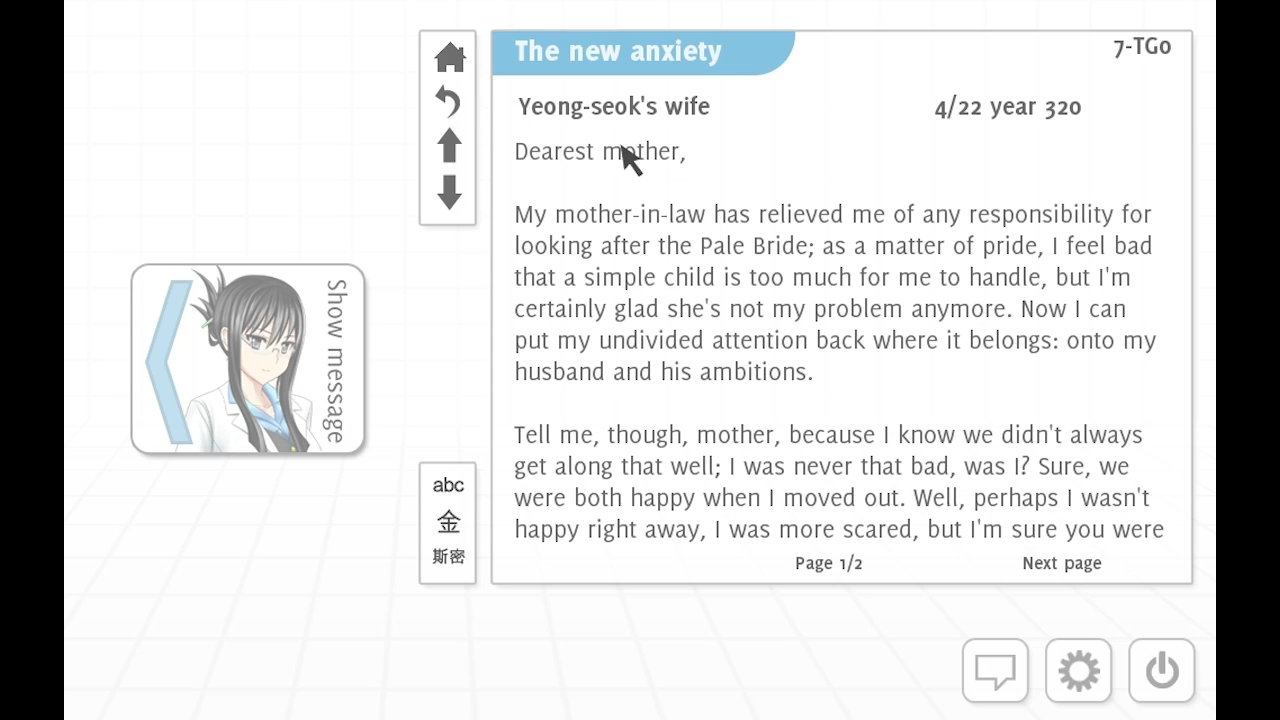 The new anxiety
7-TG0
Yeong-seok's wife
4/22 year 320
Dearest mother,
My mother-in-law has relieved me of any responsibility for
looking after the Pale Bride; as a matter of pride, I feel bad
that a simple child is too much for me to handle, but I'm
certainly glad she's not my problem anymore. Now I can
put my undivided attention back where it belongs: onto my
husband and his ambitions.
Tell me, though, mother, because I know we didn't always
get along that well; I was never that bad, was I? Sure, we
were both happy when I moved out. Well, perhaps I wasn't
happy right away, I was more scared, but I'm sure you were
Page 1/2
Next page
Show message
abc
金
斯密